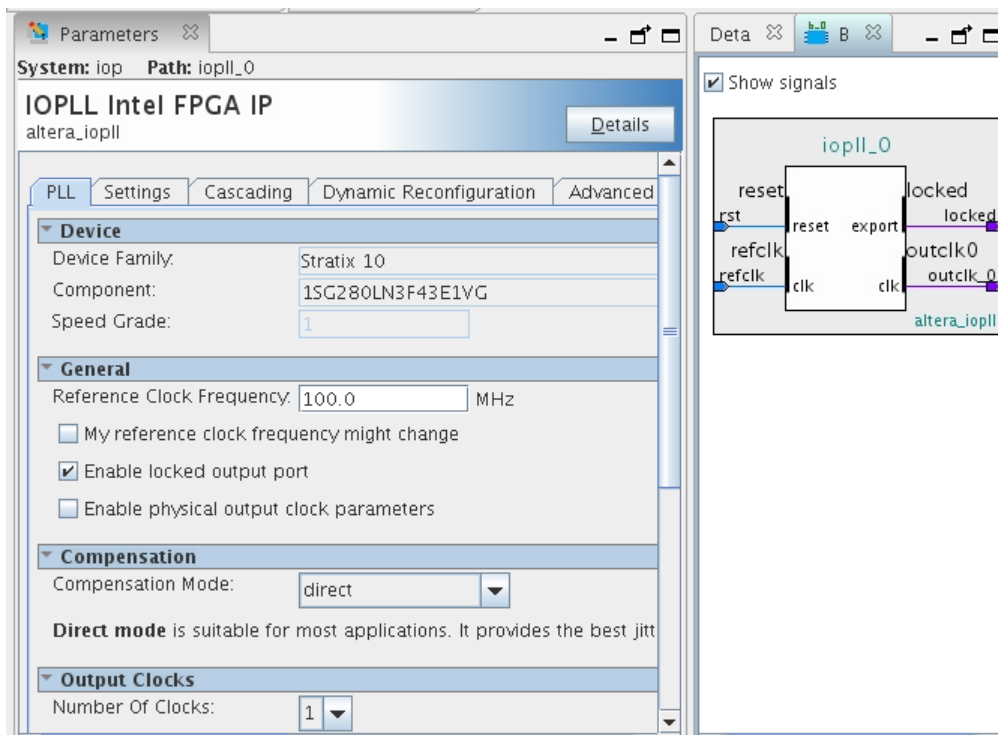 Parameters
System: iop Path: iopll_0
IOPLL Intel FPGA IP
altera_iopll
Details
PLL Settings Cascading Dynamic Reconfiguration Advanced
Device
Device Family: Stratix 10
Component: 1SG280LN3F43E1VG
Speed Grade: 1
General
Reference Clock Frequency: 100.0 MHz
My reference clock frequency might change
Enable locked output port
Enable physical output clock parameters
Compensation
Compensation Mode: direct
Direct mode is suitable for most applications. It provides the best jitt
Output Clocks
Number Of Clocks: 1
Deta B
Show signals
iopll_0
reset locked
rst locked
reset export
refclk outclk0
refclk outclk_0
clk clk
altera_iopll